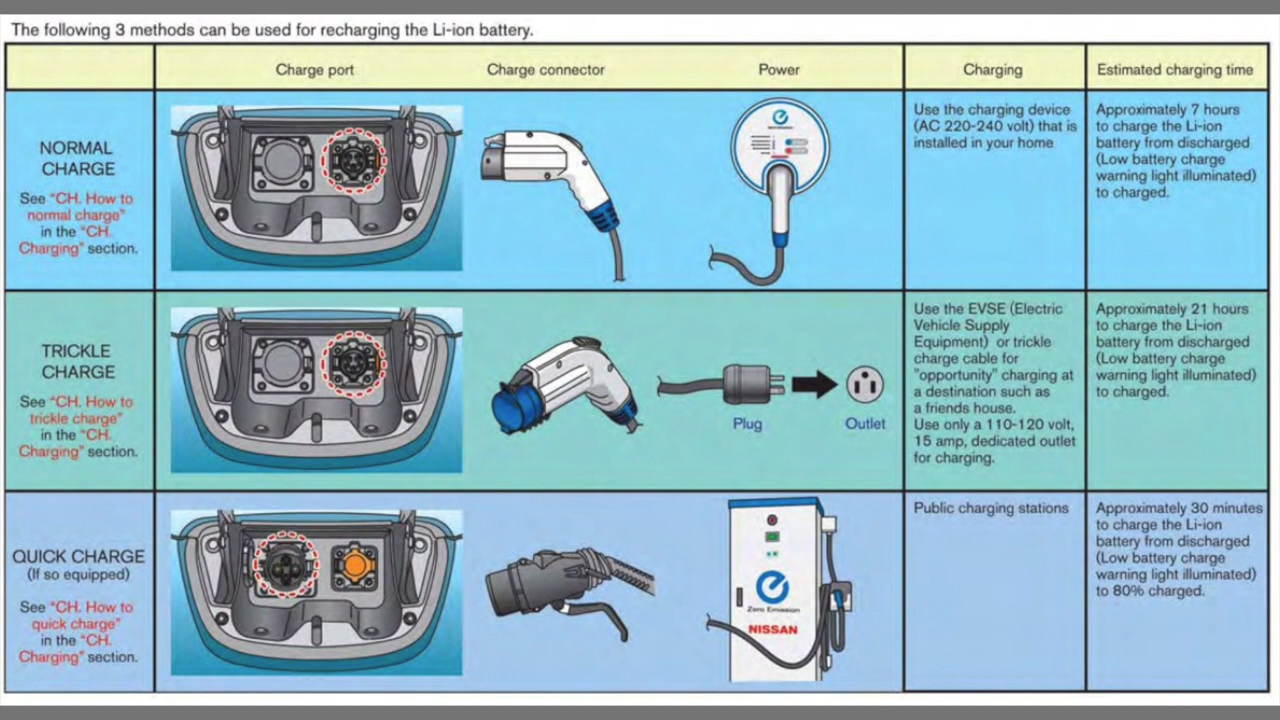 The following 3 methods can be used for recharging the Li-ion battery.
Charge port
Charge connector
Power
Charging
Estimated charging time
NORMAL
CHARGE
See "CH. How to
normal charge"
in the "CH.
Charging" section.
Use the charging device
(AC 220-240 volt) that is
installed in your home
Approximately 7 hours
to charge the Li-ion
battery from discharged
(Low battery charge
warning light illuminated)
to charged.
TRICKLE
CHARGE
See "CH. How to
trickle charge"
in the "CH.
Charging" section.
Plug
Outlet
Use the EVSE (Electric
Vehicle Supply
Equipment) or trickle
charge cable for
"opportunity" charging at
a destination such as
a friends house.
Use only a 110-120 volt,
15 amp, dedicated outlet
for charging.
Approximately 21 hours
to charge the Li-ion
battery from discharged
(Low battery charge
warning light illuminated)
to charged.
QUICK CHARGE
(If so equipped)
See "CH. How to
quick charge"
in the "CH.
Charging" section.
Zero Emission
NISSAN
Public charging stations
Approximately 30 minutes
to charge the Li-ion
battery from discharged
(Low battery charge
warning light illuminated)
to 80% charged.